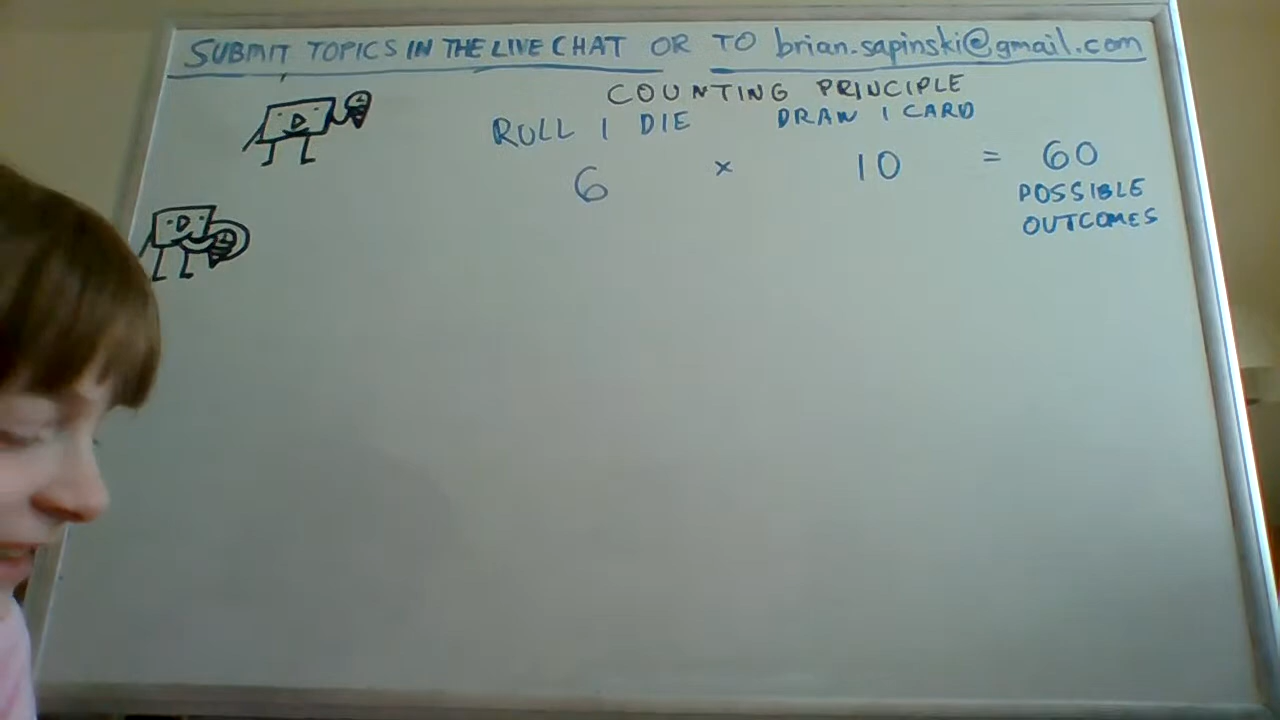 SUBMIT TOPICS IN THE LIVE CHAT OR TO brian.sapinski@gmail.com
COUNTING PRINCIPLE
ROLL 1 DIE DRAW 1 CARD
6 × 10 = 60
POSSIBLE
OUTCOMES